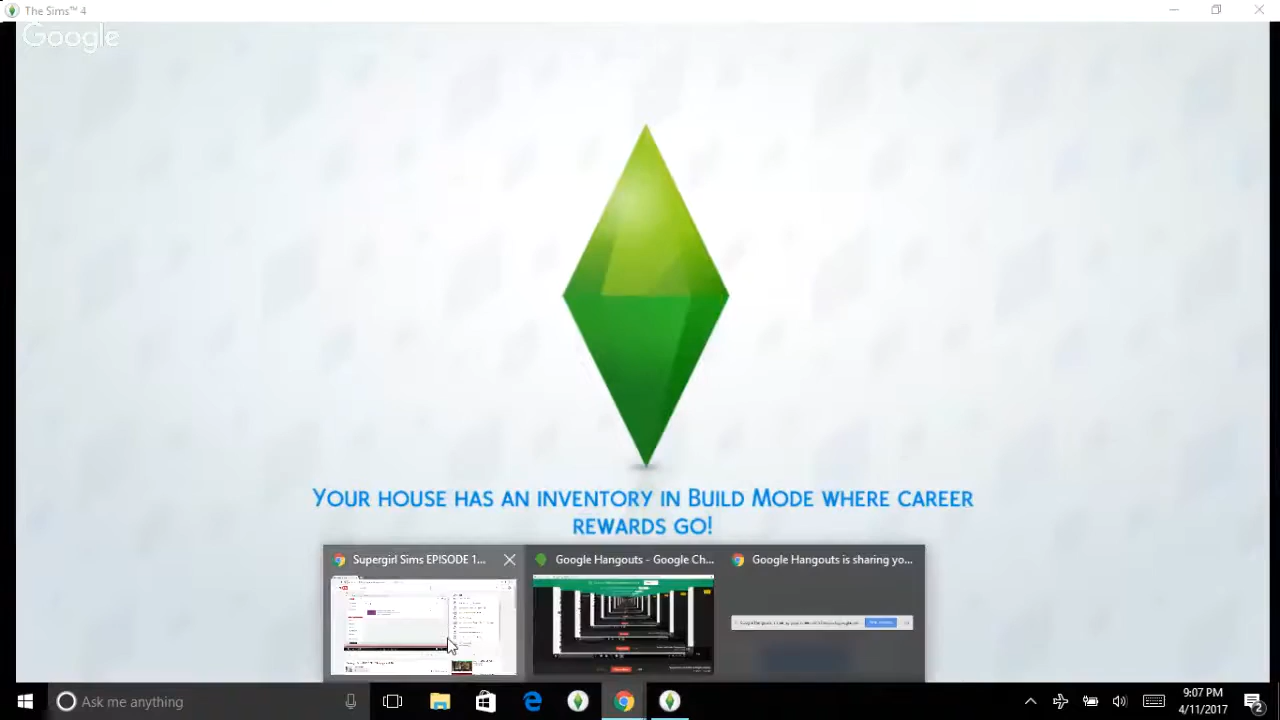 The Sims™ 4
Google
YOUR HOUSE HAS AN INVENTORY IN BUILD MODE WHERE CAREER
REWARDS GO!
Supergirl Sims EPISODE 1...
Google Hangouts - Google Ch...
Google Hangouts is sharing yo...
Ask me anything
9:07 PM
4/11/2017
2